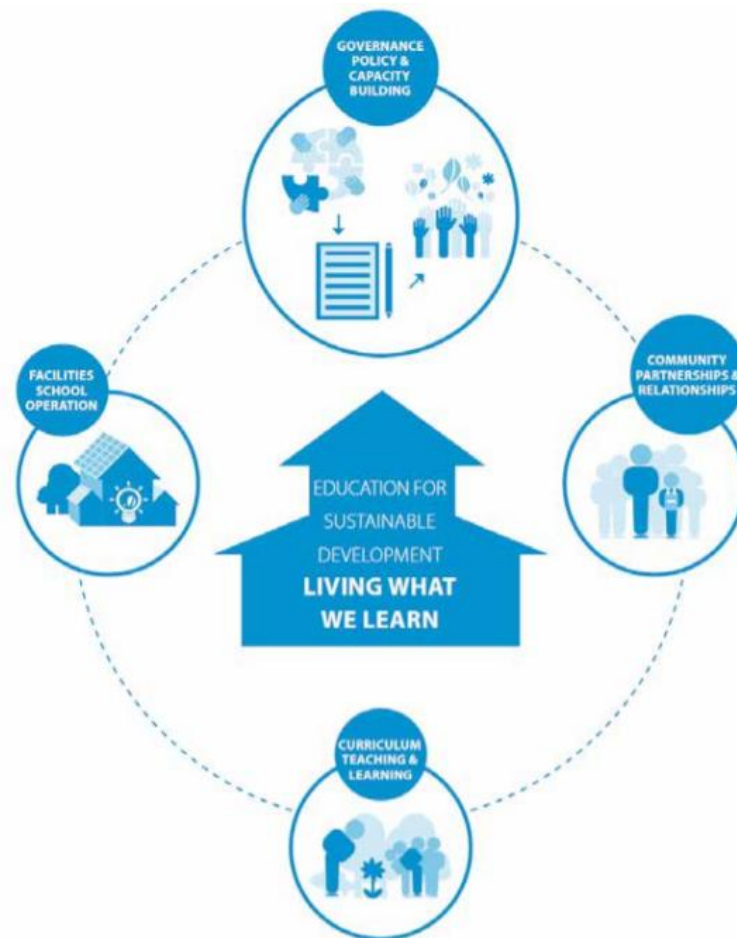 GOVERNANCE
POLICY &
CAPACITY
BUILDING
FACILITIES
SCHOOL
OPERATION
COMMUNITY
PARTNERSHIPS &
RELATIONSHIPS
EDUCATION FOR
SUSTAINABLE
DEVELOPMENT
LIVING WHAT
WE LEARN
CURRICULUM
TEACHING &
LEARNING